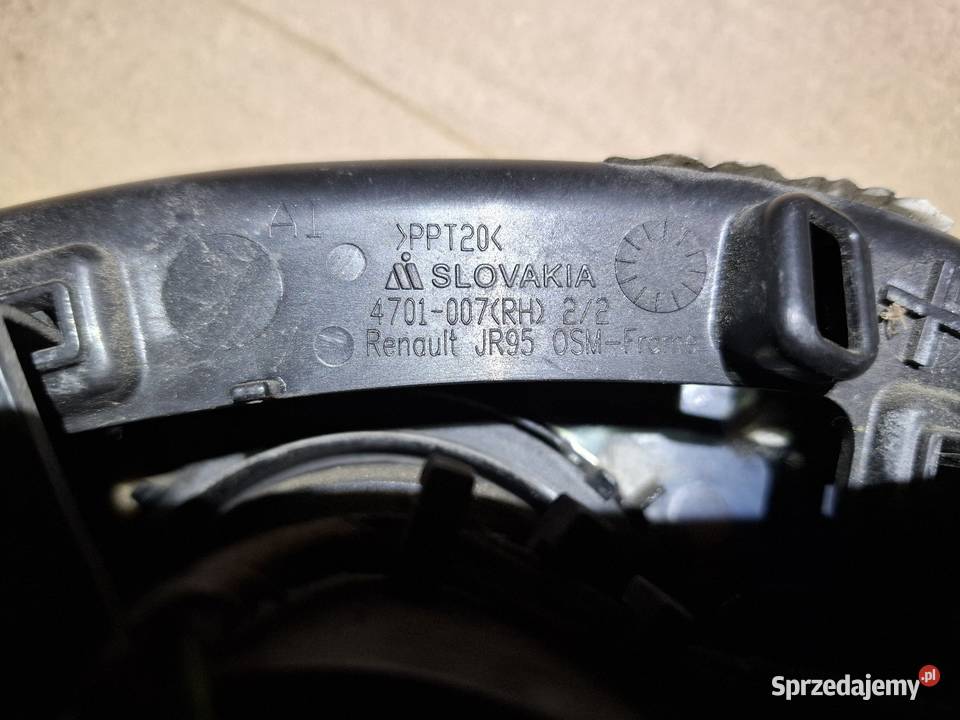 A1
>PPT20<
SLOVAKIA
4701-007(RH) 2/2
Renault JR95 OSM-Frame
Sprzedajemy.pl